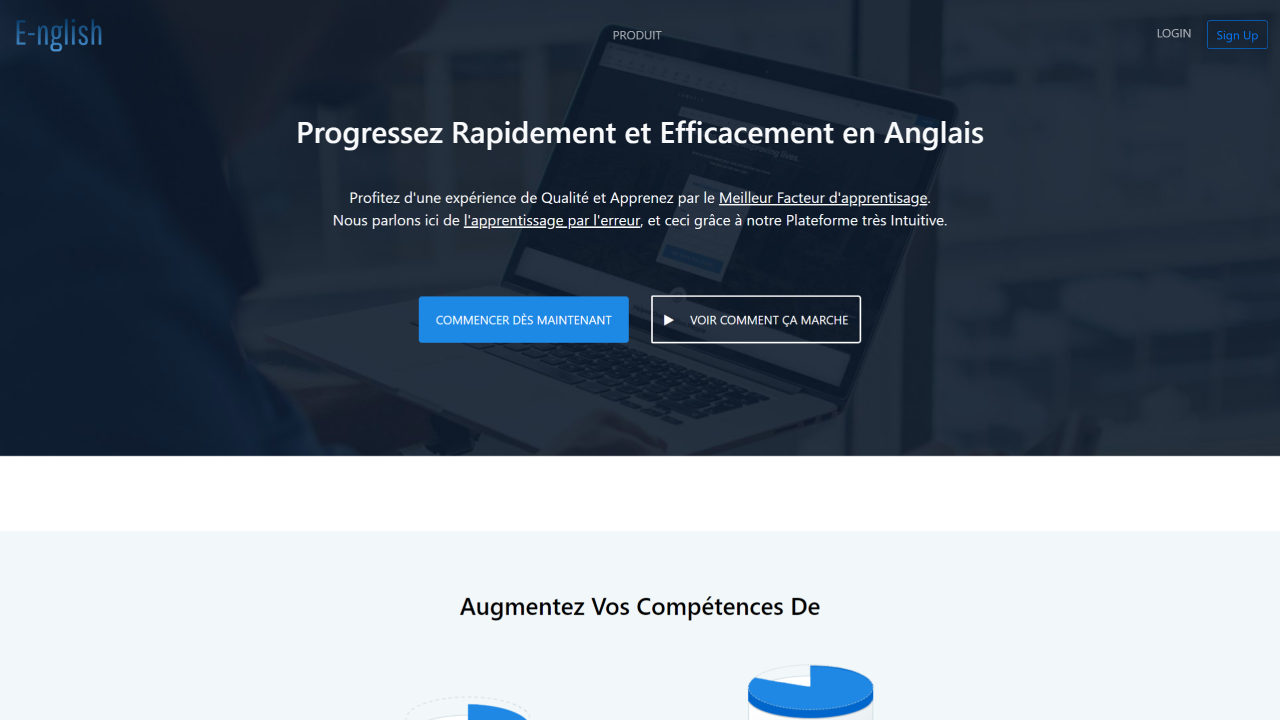 E-nglish
PRODUIT
LOGIN
Sign Up
Progressez Rapidement et Efficacement en Anglais
Profitez d'une expérience de Qualité et Apprenez par le Meilleur Facteur d'apprentisage.
Nous parlons ici de l'apprentissage par l'erreur, et ceci grâce à notre Plateforme très Intuitive.
COMMENCER DÈS MAINTENANT
VOIR COMMENT ÇA MARCHE
Augmentez Vos Compétences De